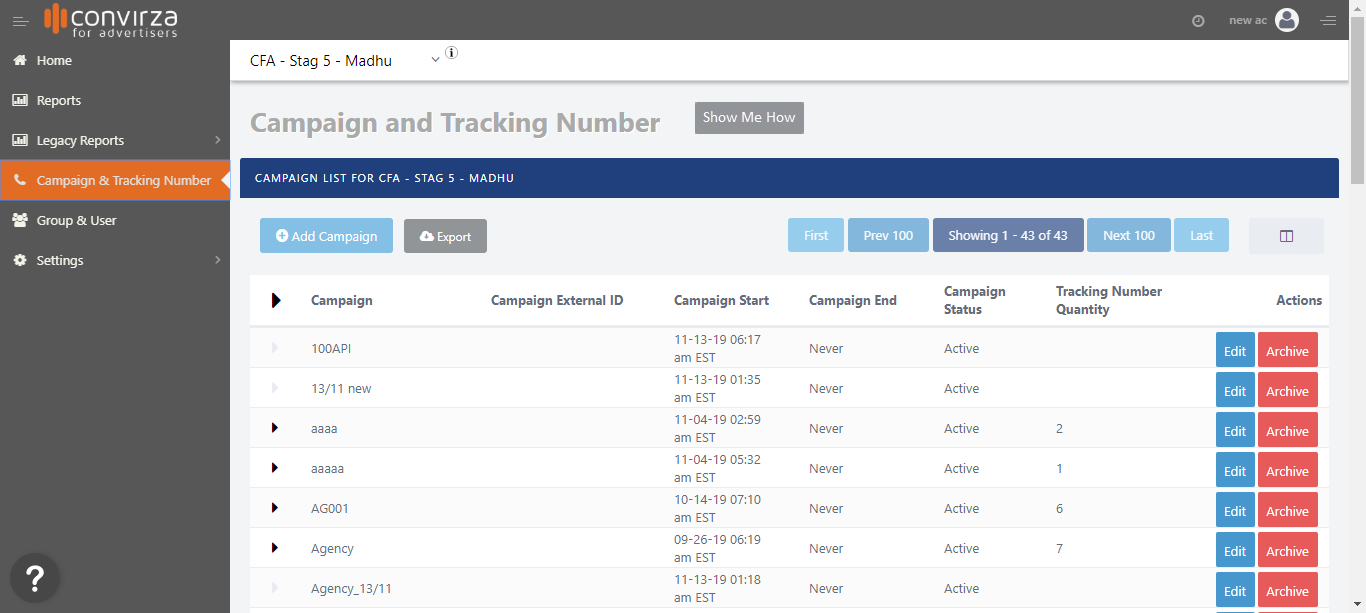 convirza
for advertisers
new ac
Home
Reports
Legacy Reports
Campaign & Tracking Number
Group & User
Settings
?
CFA - Stag 5 - Madhu
i
Campaign and Tracking Number
Show Me How
CAMPAIGN LIST FOR CFA - STAG 5 - MADHU
Add Campaign
Export
First
Prev 100
Showing 1 - 43 of 43
Next 100
Last
Campaign
Campaign External ID
Campaign Start
Campaign End
Campaign
Status
Tracking Number
Quantity
Actions
100API
11-13-19 06:17
am EST
Never
Active
Edit
Archive
13/11 new
11-13-19 01:35
am EST
Never
Active
Edit
Archive
aaaa
11-04-19 02:59
am EST
Never
Active
2
Edit
Archive
aaaaa
11-04-19 05:32
am EST
Never
Active
1
Edit
Archive
AG001
10-14-19 07:10
am EST
Never
Active
6
Edit
Archive
Agency
09-26-19 06:19
am EST
Never
Active
7
Edit
Archive
Agency_13/11
11-13-19 01:18
am EST
Never
Active
Edit
Archive